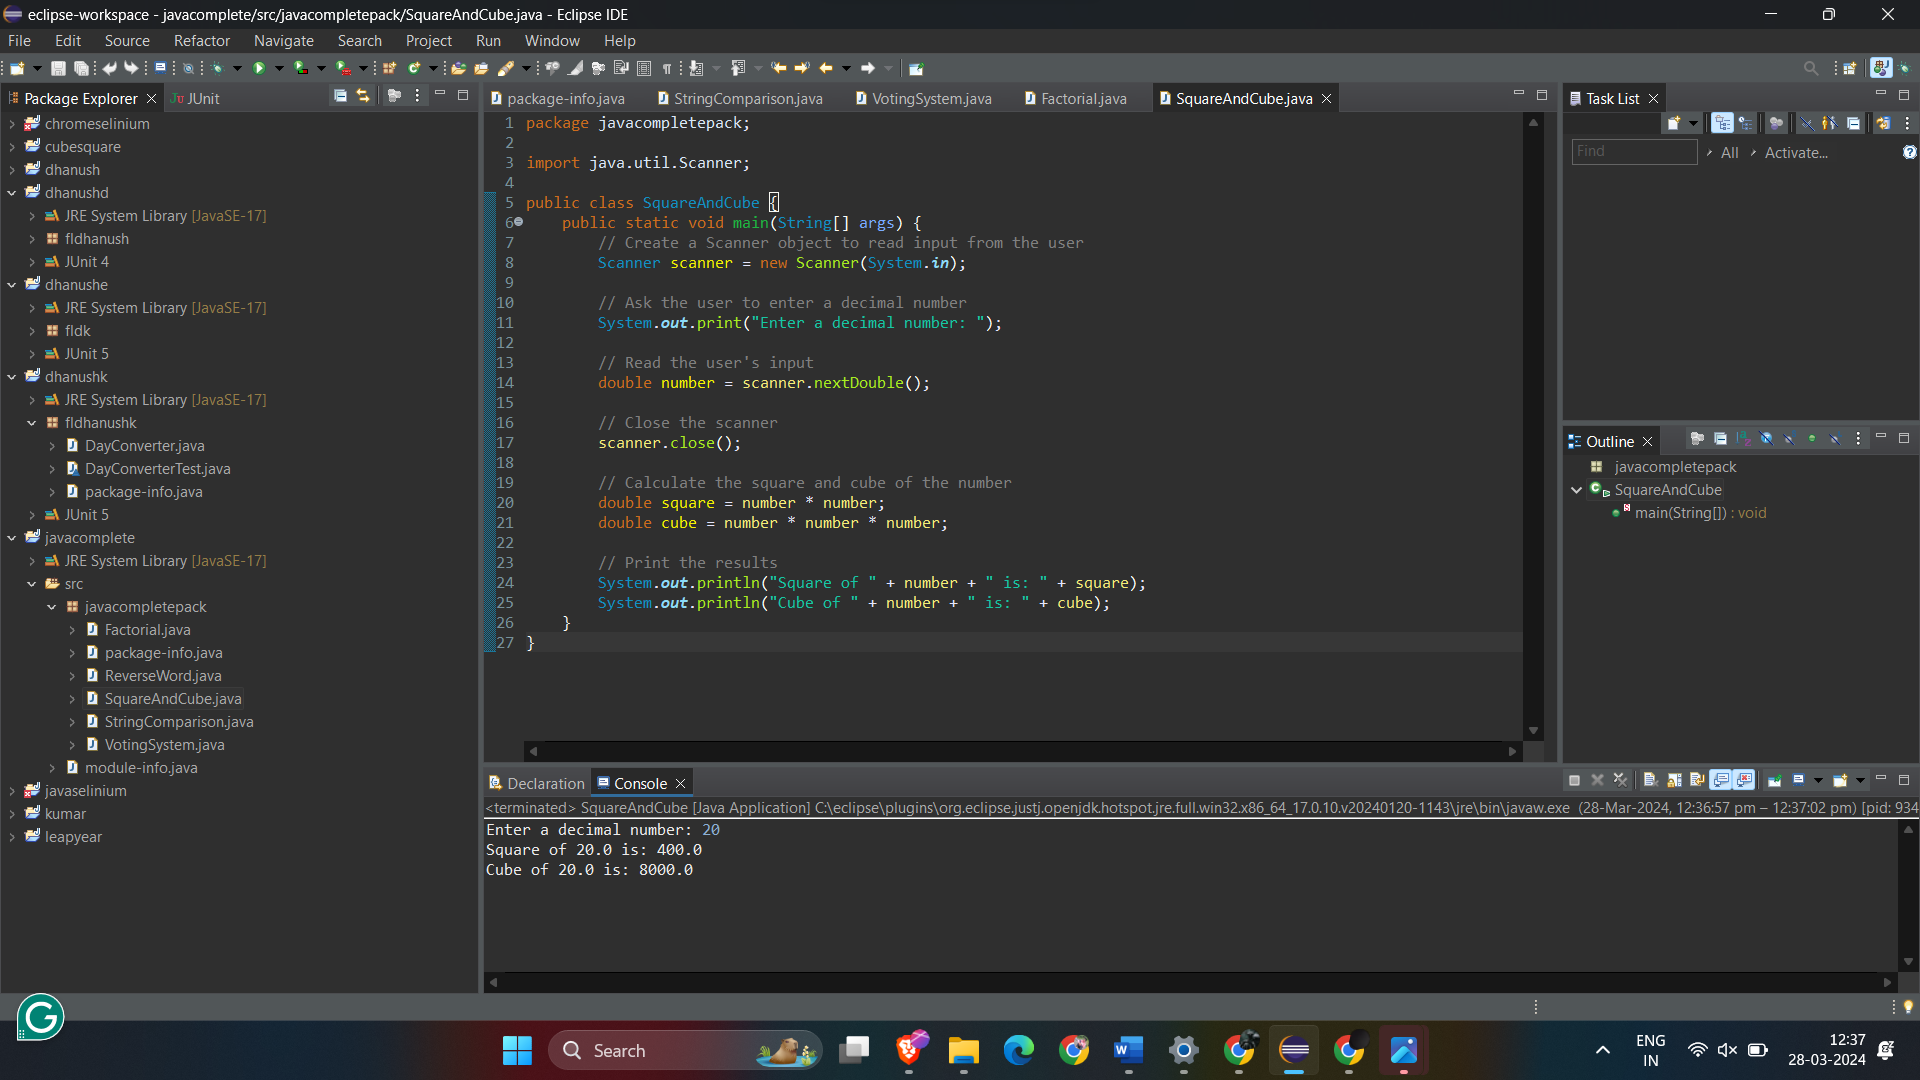 eclipse-workspace - javacomplete/src/javacompletepack/SquareAndCube.java - Eclipse IDE
File Edit Source Refactor Navigate Search Project Run Window Help
Package Explorer JUnit
chromeselinium
cubesquare
dhanush
dhanushd
JRE System Library [JavaSE-17]
fldhanush
JUnit 4
dhanushe
JRE System Library [JavaSE-17]
fldk
JUnit 5
dhanushk
JRE System Library [JavaSE-17]
fldhanushk
DayConverter.java
DayConverterTest.java
package-info.java
JUnit 5
javacomplete
JRE System Library [JavaSE-17]
src
javacompletepack
Factorial.java
package-info.java
ReverseWord.java
SquareAndCube.java
StringComparison.java
VotingSystem.java
module-info.java
javaselinium
kumar
leapyear
package-info.java StringComparison.java VotingSystem.java Factorial.java SquareAndCube.java
1 package javacompletepack;
2
3 import java.util.Scanner;
4
5 public class SquareAndCube {
6 public static void main(String[] args) {
7 // Create a Scanner object to read input from the user
8 Scanner scanner = new Scanner(System.in);
9
10 // Ask the user to enter a decimal number
11 System.out.print("Enter a decimal number: ");
12
13 // Read the user's input
14 double number = scanner.nextDouble();
15
16 // Close the scanner
17 scanner.close();
18
19 // Calculate the square and cube of the number
20 double square = number * number;
21 double cube = number * number * number;
22
23 // Print the results
24 System.out.println("Square of " + number + " is: " + square);
25 System.out.println("Cube of " + number + " is: " + cube);
26 }
27 }
Task List
Find All Activate...
Outline
javacompletepack
SquareAndCube
main(String[]) : void
Declaration Console
<terminated> SquareAndCube [Java Application] C:\eclipse\plugins\org.eclipse.justj.openjdk.hotspot.jre.full.win32.x86_64_17.0.10.v20240120-1143\jre\bin\javaw.exe (28-Mar-2024, 12:36:57 pm – 12:37:02 pm) [pid: 934
Enter a decimal number: 20
Square of 20.0 is: 400.0
Cube of 20.0 is: 8000.0
Search
ENG
IN
12:37
28-03-2024